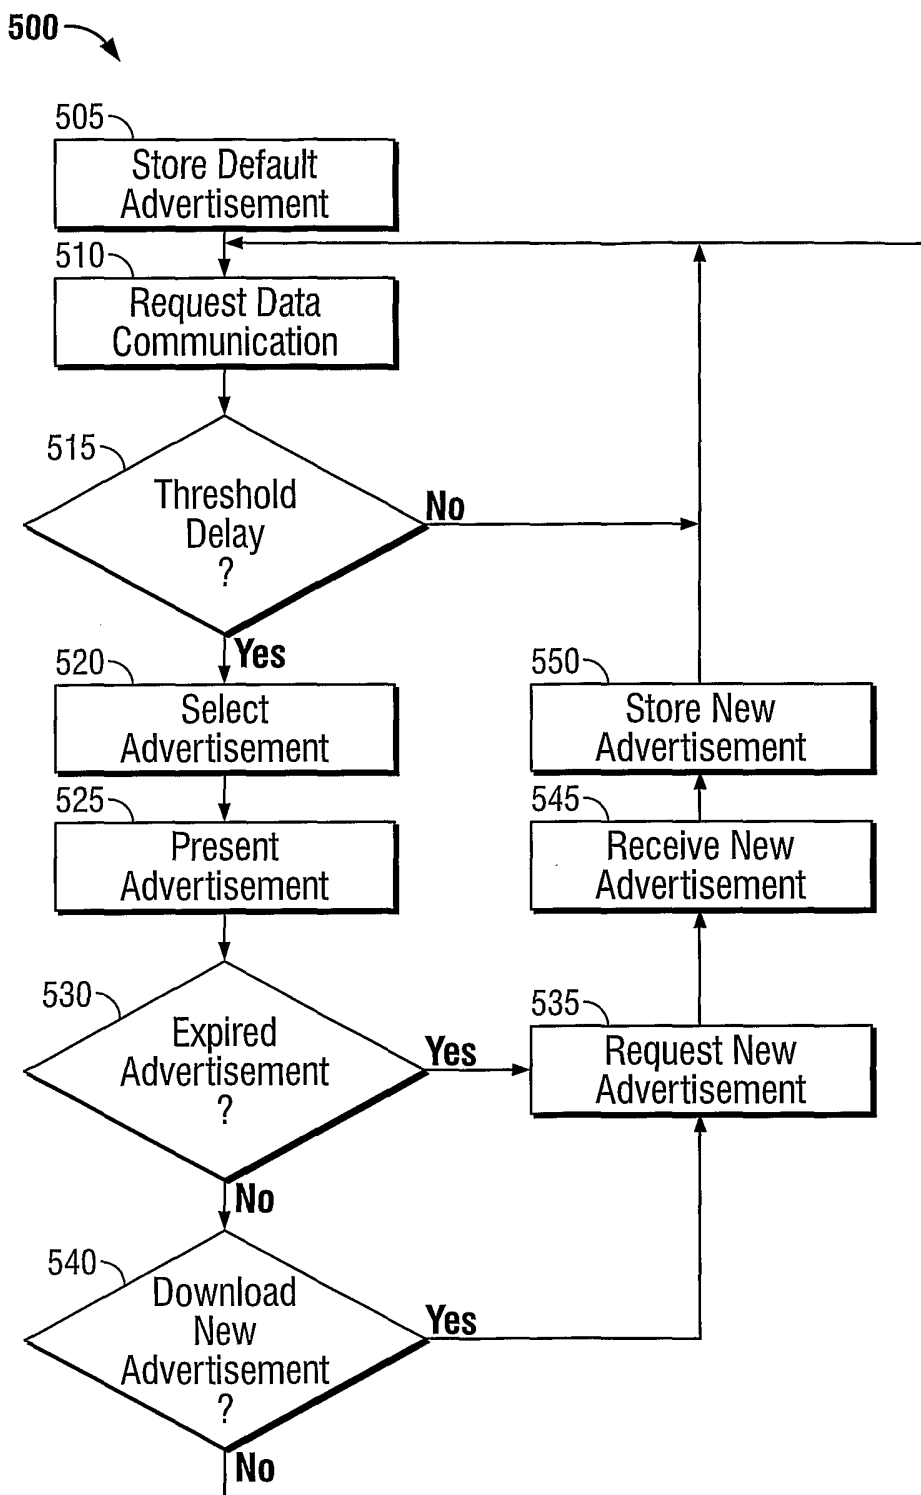 500
505
Store Default
Advertisement
510
Request Data
Communication
515
Threshold
Delay
?
No
Yes
520
Select
Advertisement
525
Present
Advertisement
530
Expired
Advertisement
?
Yes
No
540
Download
New
Advertisement
?
Yes
No
550
Store New
Advertisement
545
Receive New
Advertisement
535
Request New
Advertisement